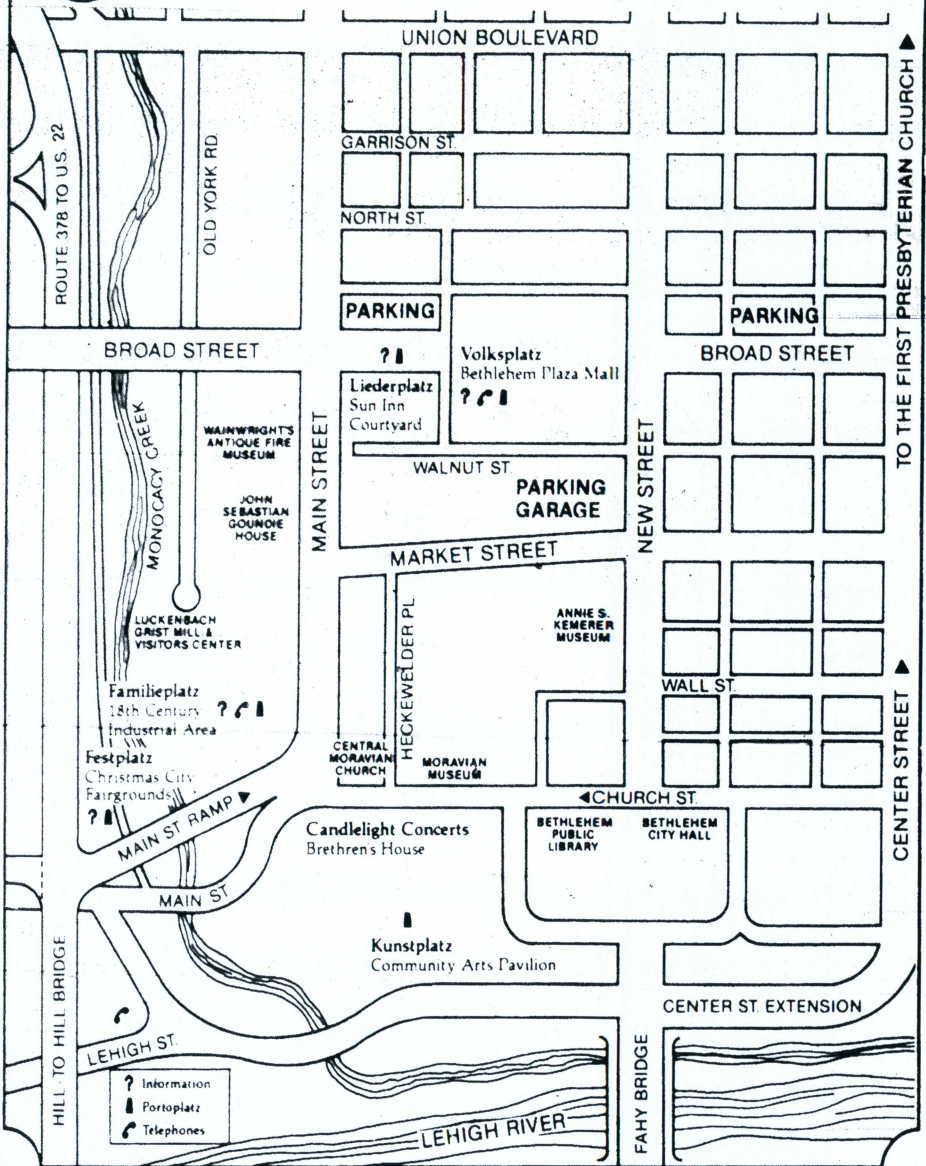 UNION BOULEVARD
ROUTE 378 TO U.S. 22
OLD YORK RD.
GARRISON ST.
NORTH ST.
TO THE FIRST PRESBYTERIAN CHURCH ▲
PARKING
PARKING
BROAD STREET
BROAD STREET
?
Volksplatz
Bethlehem Plaza Mall
?
Liederplatz
Sun Inn
Courtyard
MONOCACY CREEK
WAINWRIGHT'S
ANTIQUE FIRE
MUSEUM
MAIN STREET
NEW STREET
WALNUT ST.
JOHN
SEBASTIAN
GOUNDIE
HOUSE
PARKING
GARAGE
MARKET STREET
LUCKENBACH
GRIST MILL &
VISITORS CENTER
HECKEWELDER PL.
ANNIE S.
KEMERER
MUSEUM
WALL ST.
Familieplatz
18th Century
Industrial Area
?
CENTRAL
MORAVIAN
CHURCH
MORAVIAN
MUSEUM
Festplatz
Christmas City
Fairgrounds
?
MAIN ST RAMP ▶
◀CHURCH ST.
CENTER STREET ▲
Candlelight Concerts
Brethren's House
BETHLEHEM
PUBLIC
LIBRARY
BETHLEHEM
CITY HALL
MAIN ST.
Kunstplatz
Community Arts Pavilion
HILL-TO HILL BRIDGE
CENTER ST. EXTENSION
LEHIGH ST.
FAHY BRIDGE
? Information
Portoplatz
Telephones
LEHIGH RIVER